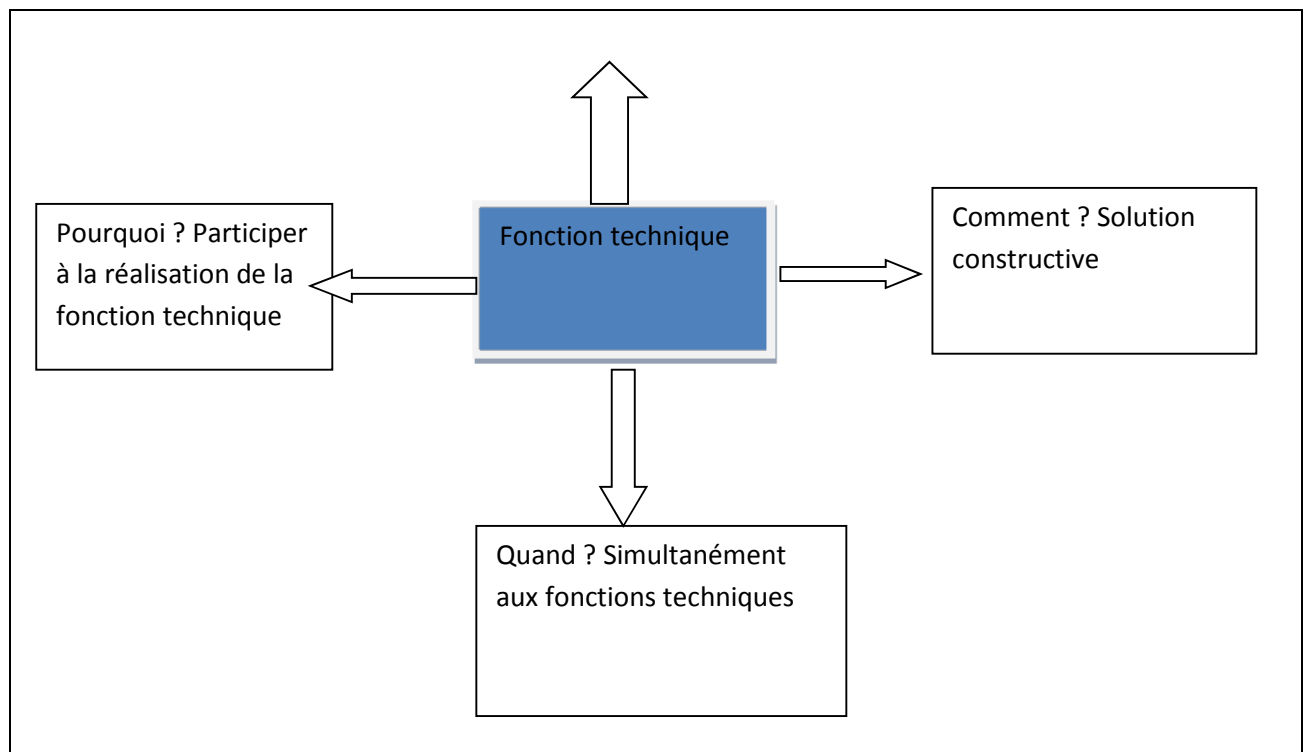 Pourquoi ? Participer
à la réalisation de la
fonction technique
Fonction technique
Comment ? Solution
constructive
Quand ? Simultanément
aux fonctions techniques